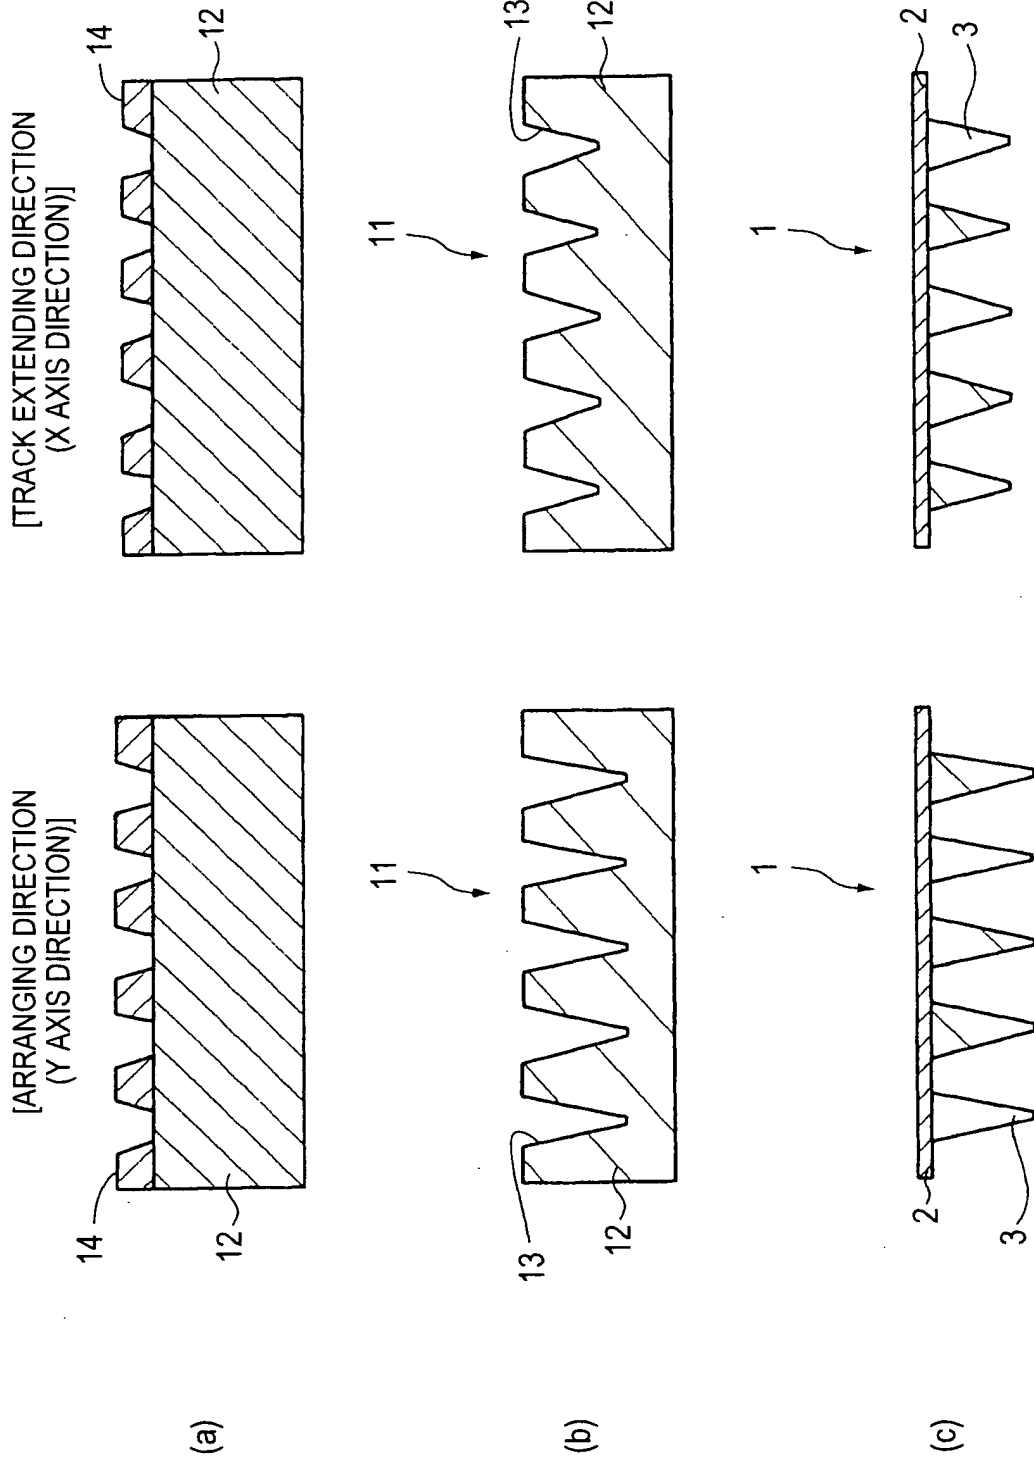 [ARRANGING DIRECTION
(Y AXIS DIRECTION)]
[TRACK EXTENDING DIRECTION
(X AXIS DIRECTION)]
(a)
14
12
14
12
(b)
11
13
12
11
13
12
(c)
1
2
3
1
2
3